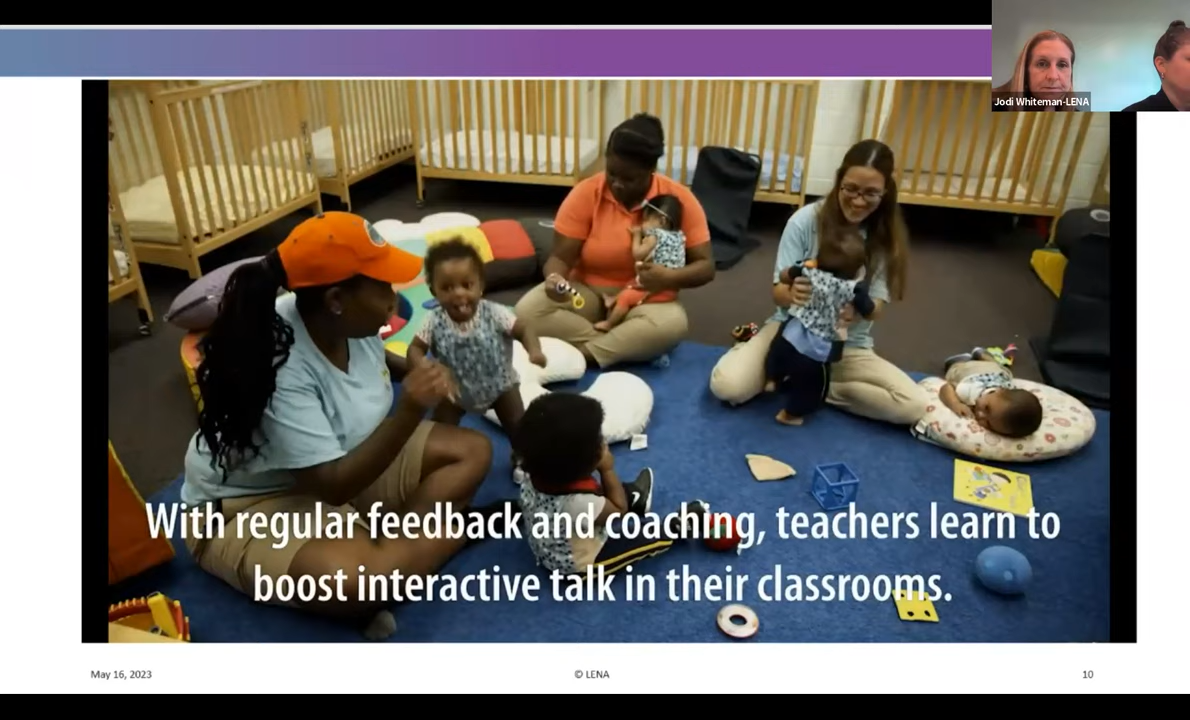 Jodi Whiteman-LENA
With regular feedback and coaching, teachers learn to
boost interactive talk in their classrooms.
May 16, 2023
© LENA
10